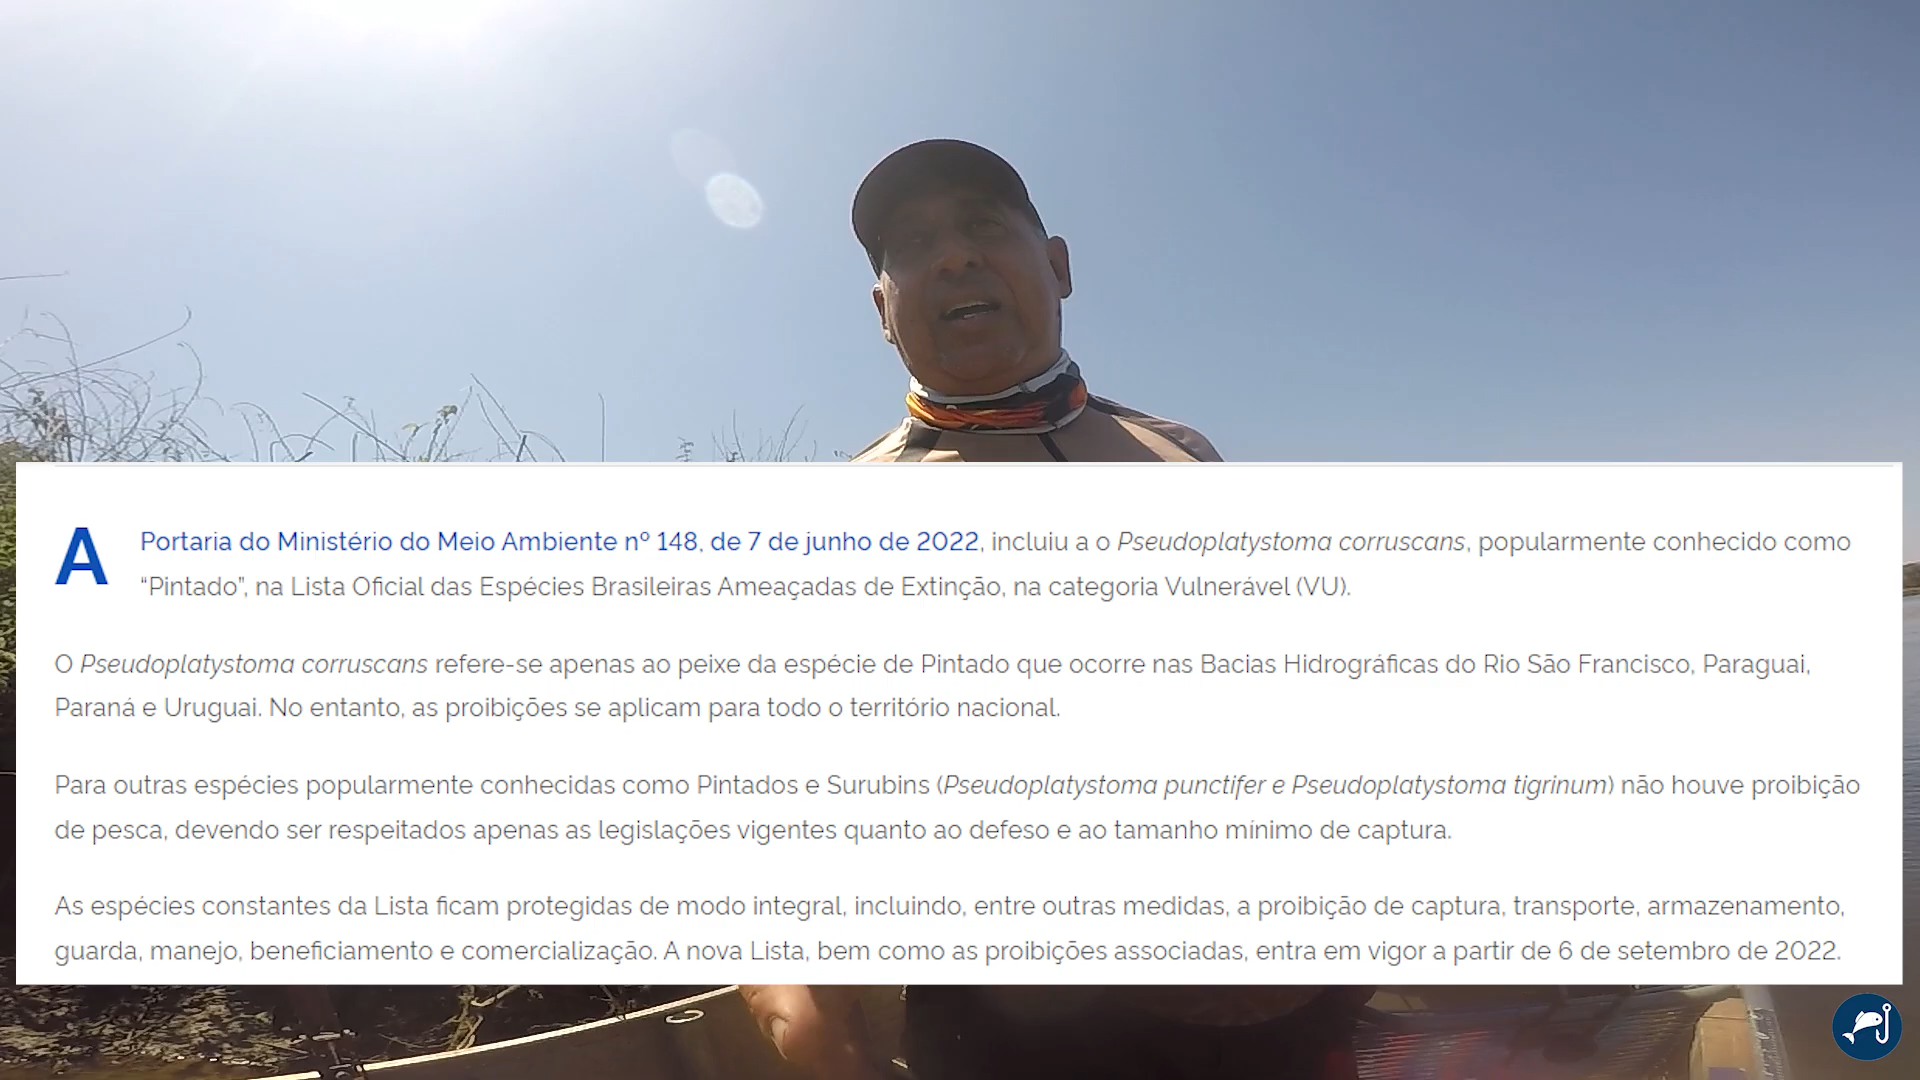 A Portaria do Ministério do Meio Ambiente nº 148, de 7 de junho de 2022, incluiu a o Pseudoplatystoma corruscans, popularmente conhecido como
“Pintado”, na Lista Oficial das Espécies Brasileiras Ameaçadas de Extinção, na categoria Vulnerável (VU).
O Pseudoplatystoma corruscans refere-se apenas ao peixe da espécie de Pintado que ocorre nas Bacias Hidrográficas do Rio São Francisco, Paraguai,
Paraná e Uruguai. No entanto, as proibições se aplicam para todo o território nacional.
Para outras espécies popularmente conhecidas como Pintados e Surubins (Pseudoplatystoma punctifer e Pseudoplatystoma tigrinum) não houve proibição
de pesca, devendo ser respeitados apenas as legislações vigentes quanto ao defeso e ao tamanho mínimo de captura.
As espécies constantes da Lista ficam protegidas de modo integral, incluindo, entre outras medidas, a proibição de captura, transporte, armazenamento,
guarda, manejo, beneficiamento e comercialização. A nova Lista, bem como as proibições associadas, entra em vigor a partir de 6 de setembro de 2022.